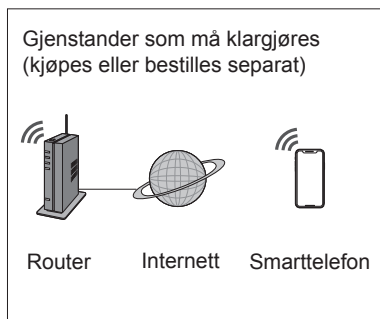 Gjenstander som må klargjøres
(kjøpes eller bestilles separat)
Router Internett Smarttelefon